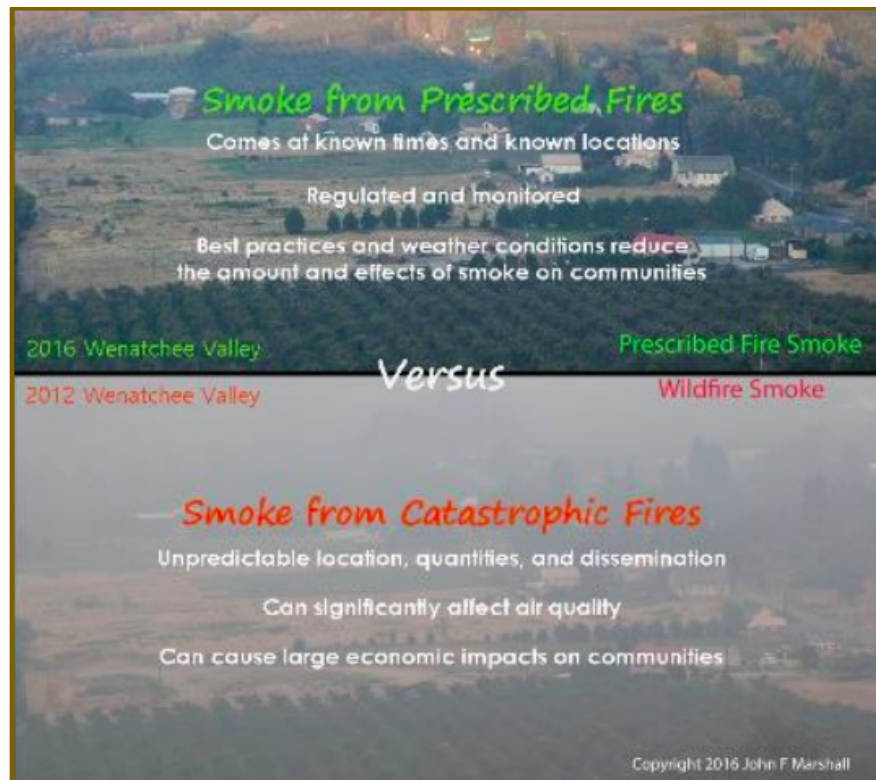 Smoke from Prescribed Fires
Comes at known times and known locations
Regulated and monitored
Best practices and weather conditions reduce
the amount and effects of smoke on communities
2016 Wenatchee Valley
Prescribed Fire Smoke
Versus
2012 Wenatchee Valley
Wildfire Smoke
Smoke from Catastrophic Fires
Unpredictable location, quantities, and dissemination
Can significantly affect air quality
Can cause large economic impacts on communities
Copyright 2016 John F Marshall